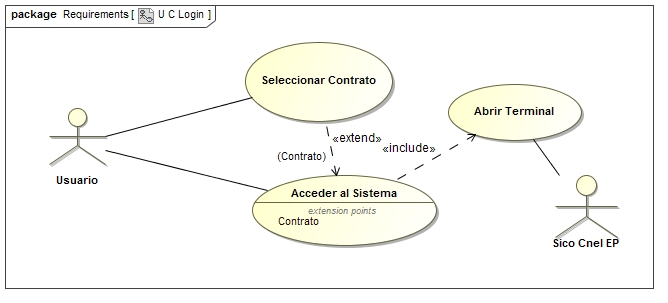 package Requirements [ U C Login ]
Seleccionar Contrato
Abrir Terminal
«extend»
«include»
(Contrato)
Usuario
Acceder al Sistema
extension points
Contrato
Sico Cnel EP